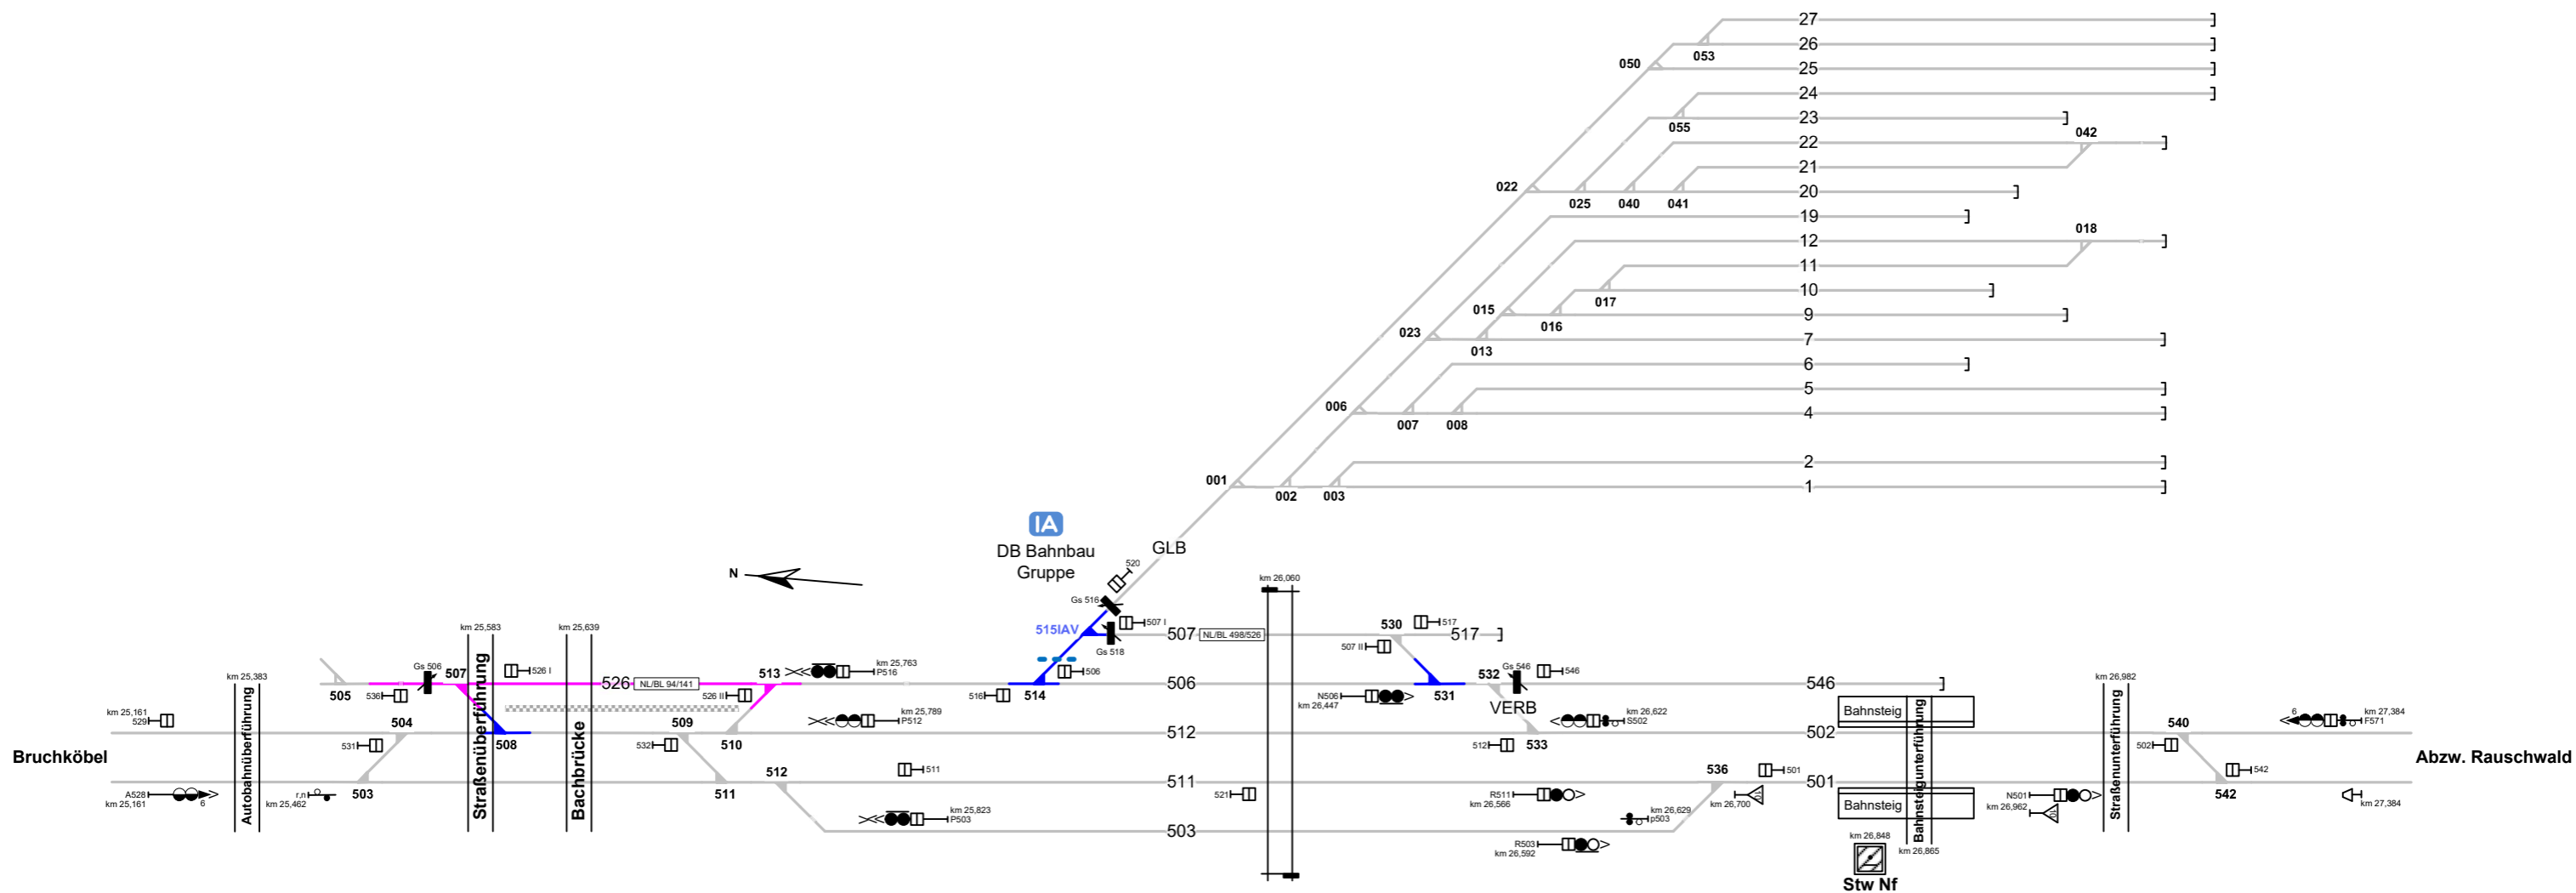 27
26
053
050
25
24
23
055
042
22
21
022
20
025
040
041
19
12
018
11
10
017
015
9
016
023
7
013
6
5
006
4
007
008
2
001
1
002
003
IA
DB Bahnbau
Gruppe
GLB
N
520
Gs 516
km 26,060
515IAV
507 I
507
NL/BL 498/526
Gs 518
530
517
517
507 II
km 25,583
km 25,639
Gs 506
507
526 I
513
km 25,763
P516
506
532
Gs 546
546
km 25,383
505
536
526
NL/BL 94/141
526 II
516
514
506
N506
km 26,447
531
546
km 26,982
VERB
km 25,161
529
504
509
km 25,789
P512
km 26,622
S502
Bahnsteig
540
km 27,384
F571
Bruchköbel
531
508
532
510
512
512
533
502
502
Abzw. Rauschwald
512
511
536
501
542
503
511
511
501
542
A528
km 25,161
6
r,n
km 25,462
521
R511
km 26,566
km 26,700
10
Bahnsteig
N501
km 26,962
10
km 27,384
6
km 25,823
P503
503
km 26,629
p503
R503
km 26,592
km 26,848
km 26,865
Stw Nf
Autobahnüberführung
Straßenüberführung
Bachbrücke
Bahnsteigunterführung
Straßenunterführung